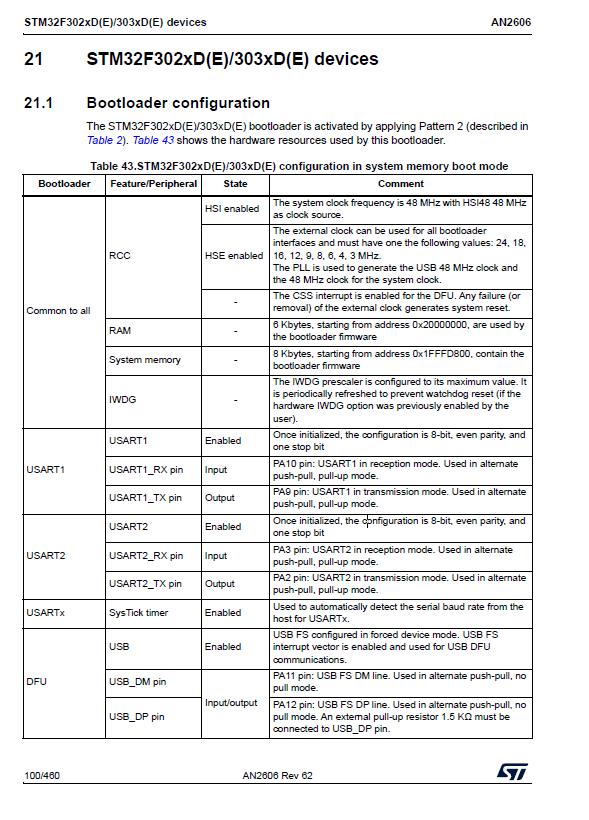 STM32F302xD(E)/303xD(E) devices
AN2606
21 STM32F302xD(E)/303xD(E) devices
21.1 Bootloader configuration
The STM32F302xD(E)/303xD(E) bootloader is activated by applying Pattern 2 (described in
Table 2). Table 43 shows the hardware resources used by this bootloader.
Table 43.STM32F302xD(E)/303xD(E) configuration in system memory boot mode
Bootloader
Feature/Peripheral
State
Comment
Common to all
RCC
HSI enabled
The system clock frequency is 48 MHz with HSI48 48 MHz
as clock source.
HSE enabled
The external clock can be used for all bootloader
interfaces and must have one the following values: 24, 18,
16, 12, 9, 8, 6, 4, 3 MHz.
The PLL is used to generate the USB 48 MHz clock and
the 48 MHz clock for the system clock.
-
The CSS interrupt is enabled for the DFU. Any failure (or
removal) of the external clock generates system reset.
RAM
-
6 Kbytes, starting from address 0x20000000, are used by
the bootloader firmware
System memory
-
8 Kbytes, starting from address 0x1FFFD800, contain the
bootloader firmware
IWDG
-
The IWDG prescaler is configured to its maximum value. It
is periodically refreshed to prevent watchdog reset (if the
hardware IWDG option was previously enabled by the
user).
USART1
USART1
Enabled
Once initialized, the configuration is 8-bit, even parity, and
one stop bit
USART1_RX pin
Input
PA10 pin: USART1 in reception mode. Used in alternate
push-pull, pull-up mode.
USART1_TX pin
Output
PA9 pin: USART1 in transmission mode. Used in alternate
push-pull, pull-up mode.
USART2
USART2
Enabled
Once initialized, the configuration is 8-bit, even parity, and
one stop bit
USART2_RX pin
Input
PA3 pin: USART2 in reception mode. Used in alternate
push-pull, pull-up mode.
USART2_TX pin
Output
PA2 pin: USART2 in transmission mode. Used in alternate
push-pull, pull-up mode.
USARTx
SysTick timer
Enabled
Used to automatically detect the serial baud rate from the
host for USARTx.
DFU
USB
Enabled
USB FS configured in forced device mode. USB FS
interrupt vector is enabled and used for USB DFU
communications.
USB_DM pin
Input/output
PA11 pin: USB FS DM line. Used in alternate push-pull, no
pull mode.
USB_DP pin
PA12 pin: USB FS DP line. Used in alternate push-pull, no
pull mode. An external pull-up resistor 1.5 KΩ must be
connected to USB_DP pin.
100/460
AN2606 Rev 62
ST